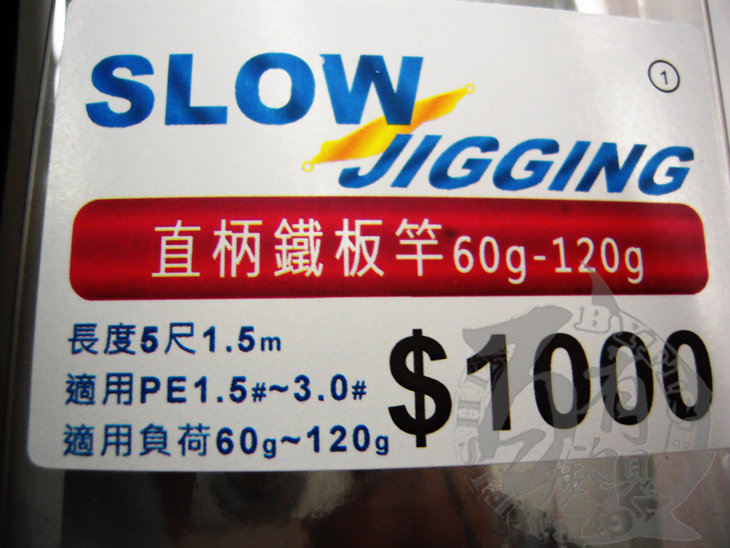 SLOW
①
JIGGING
直柄鐵板竿60g-120g
長度5尺1.5m
適用PE1.5#~3.0#
適用負荷60g~120g
$1000